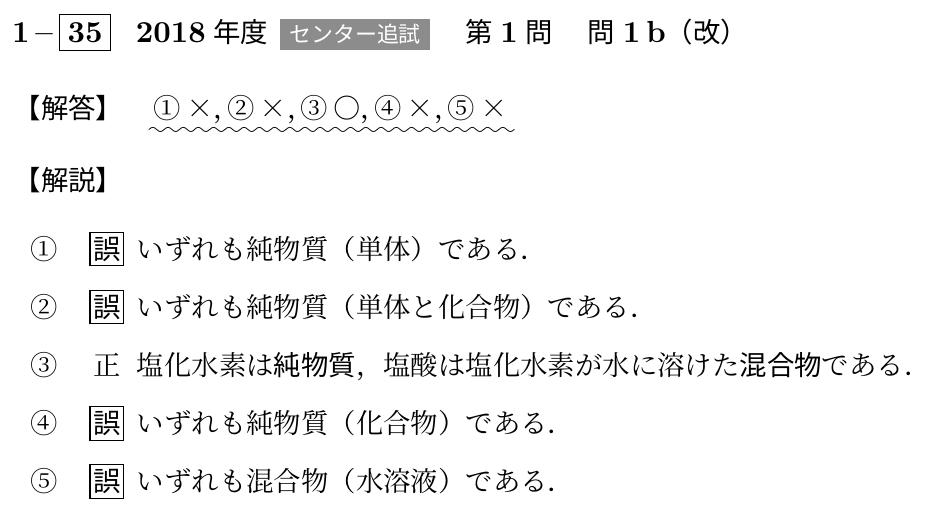 1－35 2018 年度 センター追試 第 1 問 問 1 b（改）
【解答】 ① ×, ② ×, ③ ○, ④ ×, ⑤ ×
【解説】
① 誤 いずれも純物質（単体）である．
② 誤 いずれも純物質（単体と化合物）である．
③ 正 塩化水素は純物質，塩酸は塩化水素が水に溶けた混合物である．
④ 誤 いずれも純物質（化合物）である．
⑤ 誤 いずれも混合物（水溶液）である．